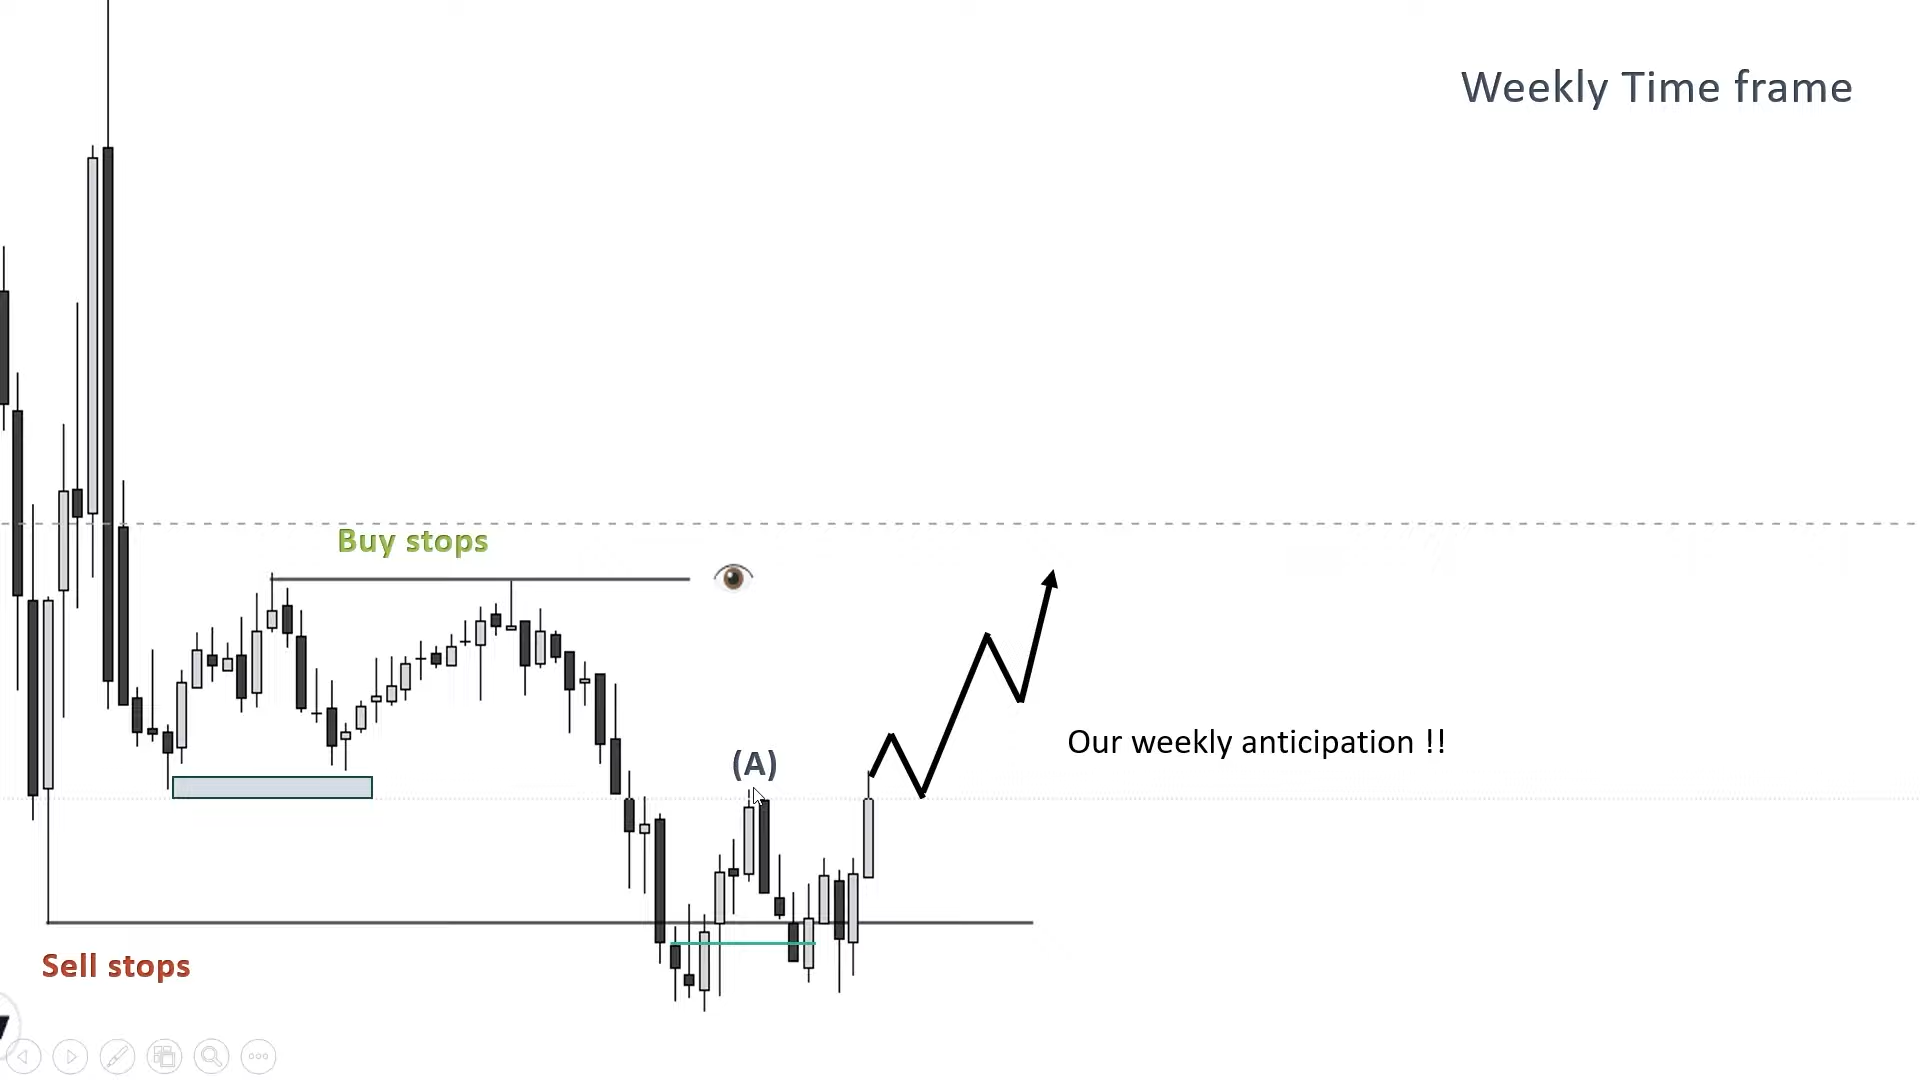 Weekly Time frame
Buy stops
(A)
Our weekly anticipation !!
Sell stops